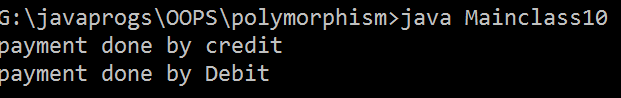 G:\javaprogs\OOPS\polymorphism>java Mainclass10
payment done by credit
payment done by Debit